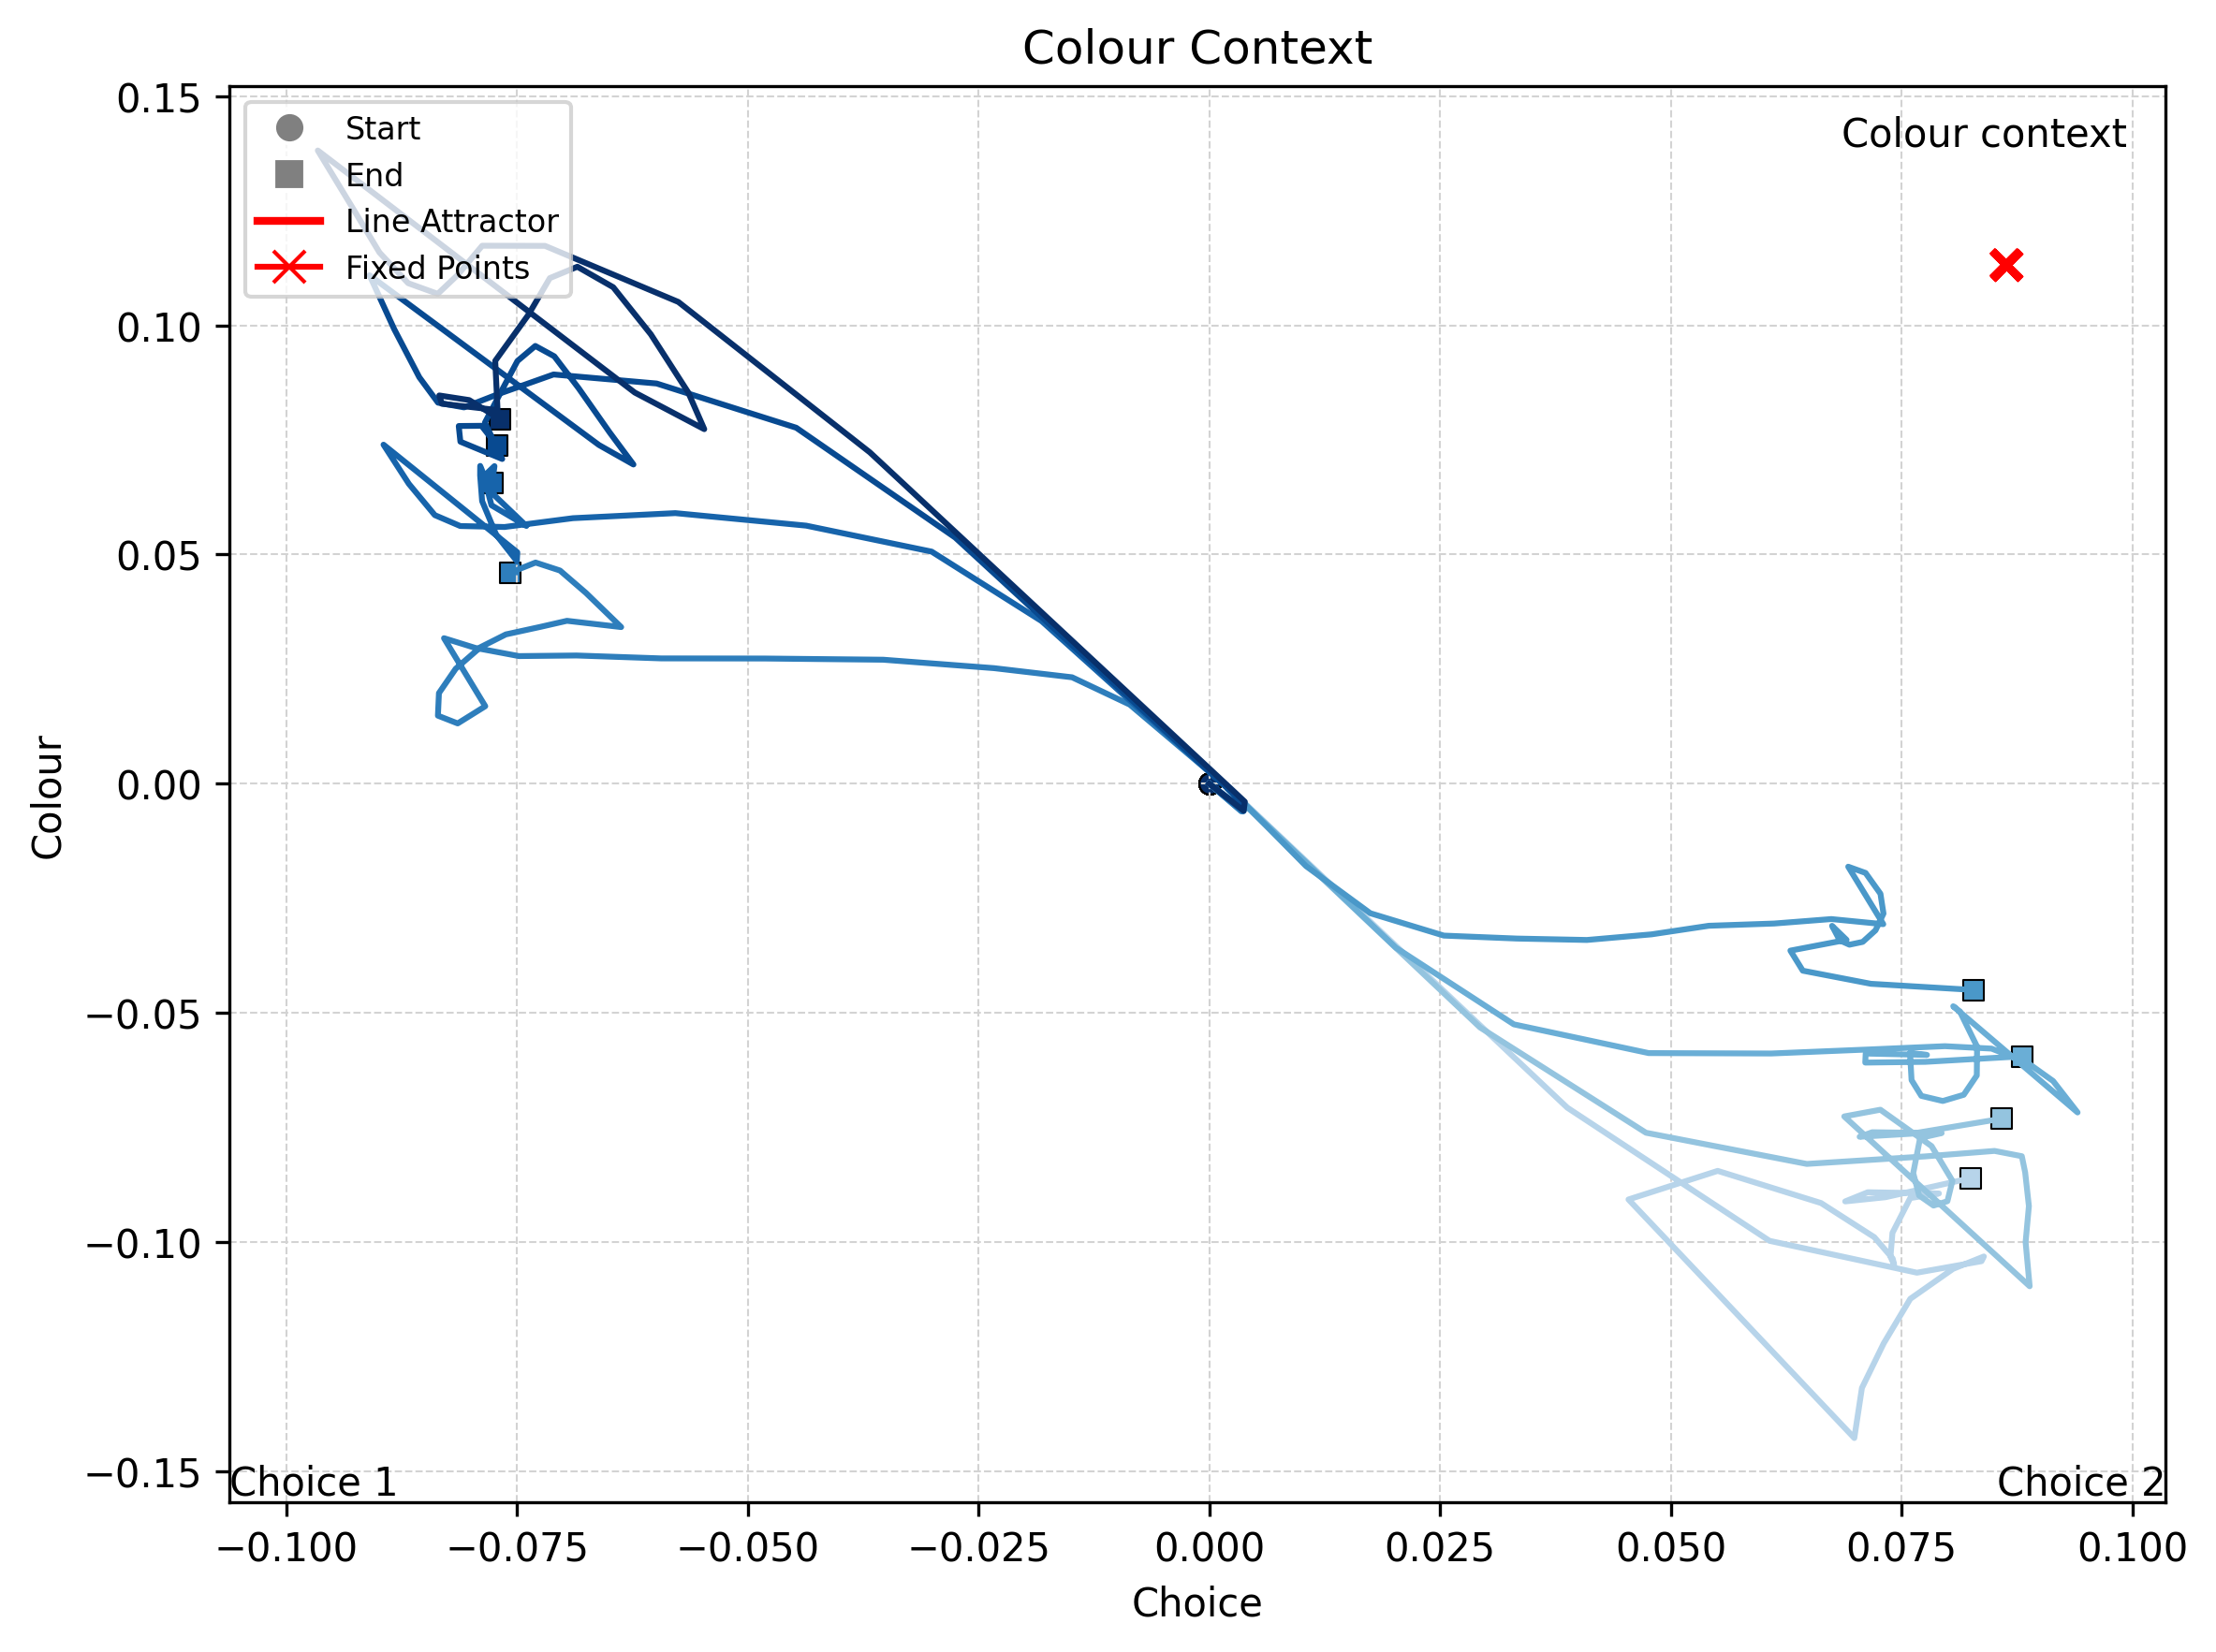 Colour Context
0.15
0.10
0.05
0.00
−0.05
−0.10
−0.15
Colour
Start
End
Line Attractor
Fixed Points
Colour context
Choice 1
Choice 2
−0.100 −0.075 −0.050 −0.025 0.000 0.025 0.050 0.075 0.100
Choice